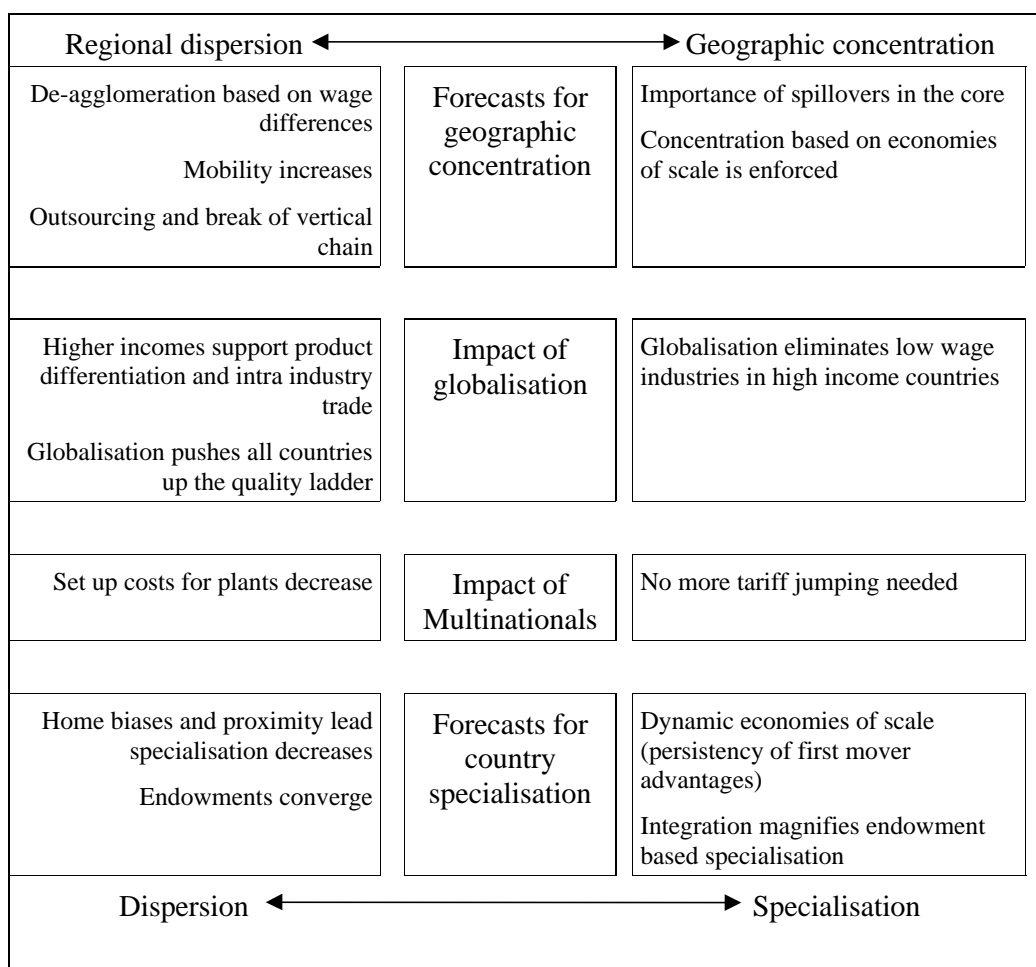 Regional dispersion
Geographic concentration
De-agglomeration based on wage
differences
Mobility increases
Outsourcing and break of vertical
chain
Forecasts for
geographic
concentration
Importance of spillovers in the core
Concentration based on economies
of scale is enforced
Higher incomes support product
differentiation and intra industry
trade
Globalisation pushes all countries
up the quality ladder
Impact of
globalisation
Globalisation eliminates low wage
industries in high income countries
Set up costs for plants decrease
Impact of
Multinationals
No more tariff jumping needed
Home biases and proximity lead
specialisation decreases
Endowments converge
Forecasts for
country
specialisation
Dynamic economies of scale
(persistency of first mover
advantages)
Integration magnifies endowment
based specialisation
Dispersion
Specialisation